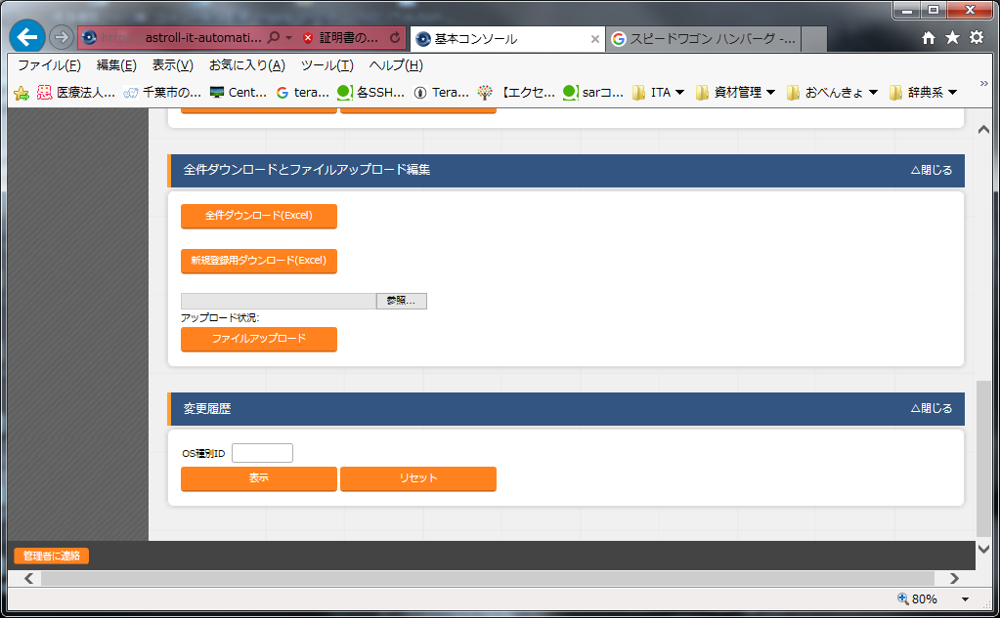 https astroll-it-automati... 証明書の... 基本コンソール スピードワゴン ハンバーグ -...
ファイル(F) 編集(E) 表示(V) お気に入り(A) ツール(T) ヘルプ(H)
医療法人... 千葉市の... Cent... tera... 各SSH... Tera... 【エクセ... sarコ... ITA 資材管理 おべんきょ 辞典系
全件ダウンロードとファイルアップロード編集 △閉じる
全件ダウンロード(Excel)
新規登録用ダウンロード(Excel)
参照...
アップロード状況:
ファイルアップロード
変更履歴 △閉じる
OS種別ID
表示 リセット
管理者に連絡
80%